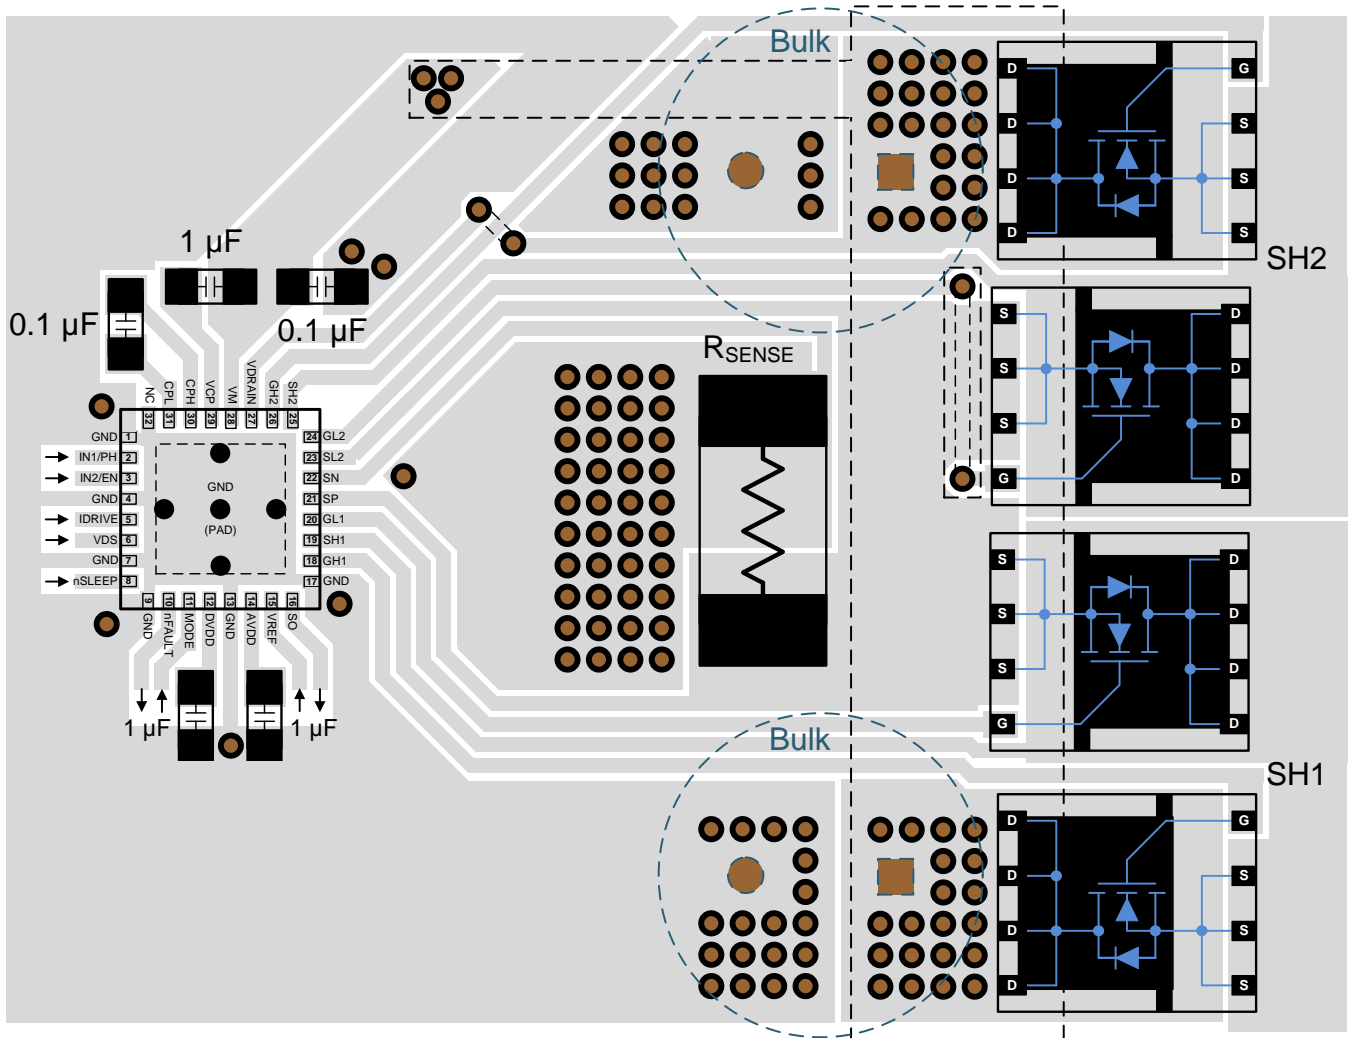 Bulk
D
D
D
D
G
S
S
S
SH2
1 µF
0.1 µF
0.1 µF
RSENSE
S
S
S
G
D
D
D
D
NC
CPL
CPH
VCP
VM
VDRAIN
GH2
SH2
32
31
30
29
28
27
26
25
GND 1
IN1/PH 2
IN2/EN 3
GND 4
IDRIVE 5
VDS 6
GND 7
nSLEEP 8
GND
(PAD)
24 GL2
23 SL2
22 SN
21 SP
20 GL1
19 SH1
18 GH1
17 GND
9
10
11
12
13
14
15
16
GND
nFAULT
MODE
DVDD
GND
AVDD
VREF
SO
1 µF
1 µF
S
S
S
G
D
D
D
D
Bulk
SH1
D
D
D
D
G
S
S
S